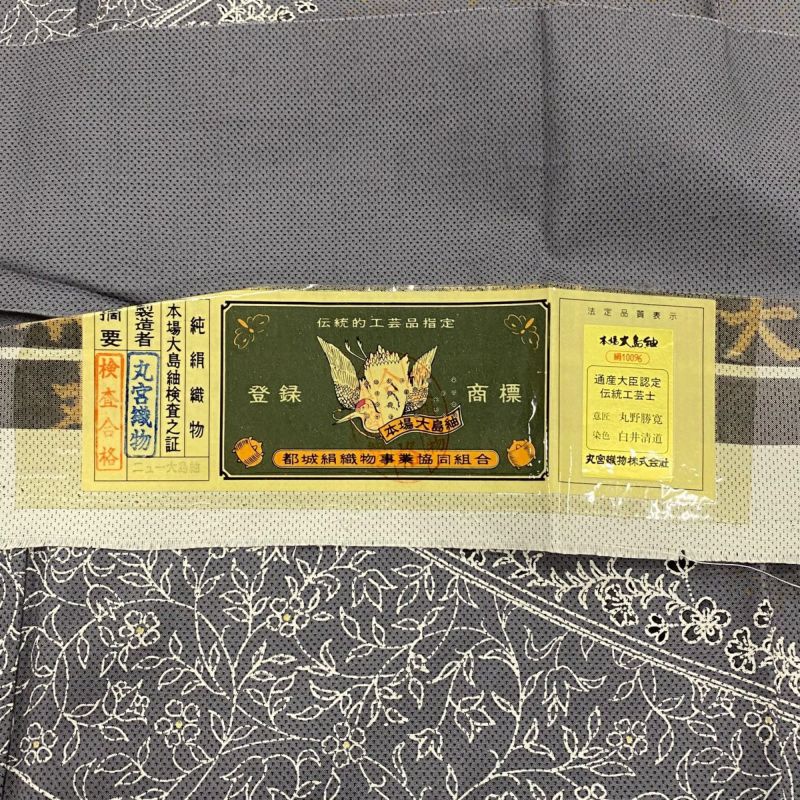 純絹織物
本場大島紬検査之証
製造者
丸宮織物
摘要
検査合格
ニュー大島紬
伝統的工芸品指定
登録
商標
本場大島紬
都城絹織物事業協同組合
法定品質表示
本場大島紬
絹100%
通産大臣認定
伝統工芸士
意匠 丸野勝寛
染色 臼井清道
丸宮織物株式会社
大